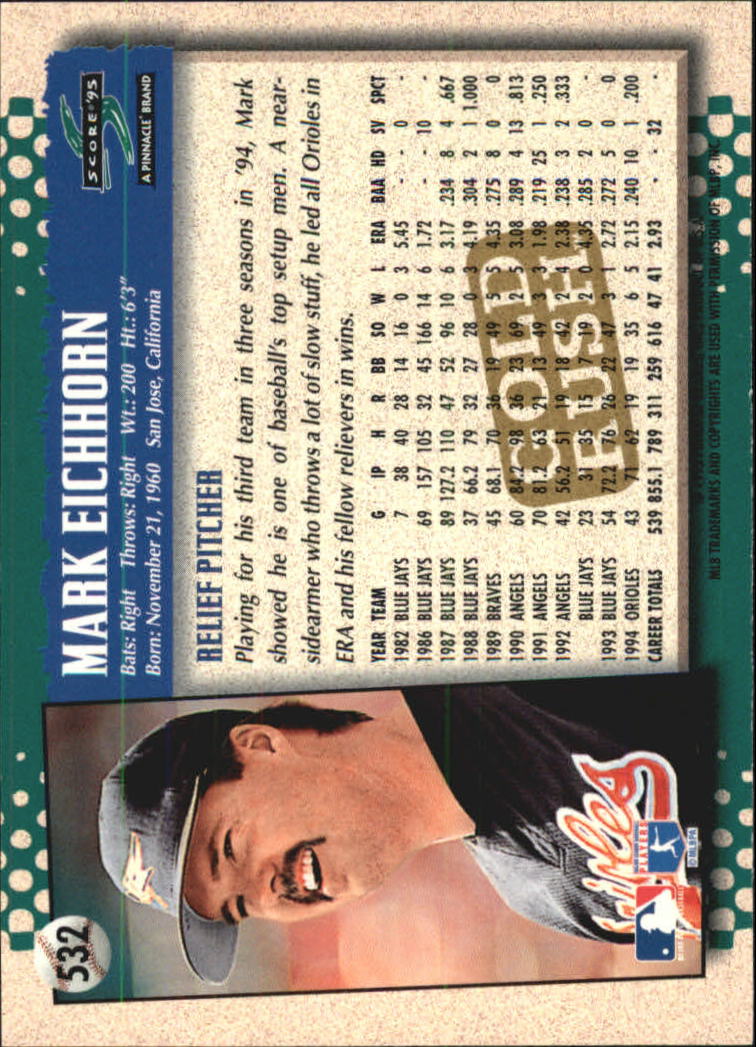 532
MARK EICHHORN
Bats: Right Throws: Right Wt.: 200 Ht.: 6'3"
Born: November 21, 1960 San Jose, California
SCORE®'95
A PINNACLE® BRAND
RELIEF PITCHER
Playing for his third team in three seasons in '94, Mark
showed he is one of baseball's top setup men. A near-
sidearmer who throws a lot of slow stuff, he led all Orioles in
ERA and his fellow relievers in wins.
YEAR TEAM G IP H R BB SO W L ERA BAA HD SV SPCT
1982 BLUE JAYS 7 38 40 28 14 16 0 3 5.45 - - 0 -
1986 BLUE JAYS 69 157 105 32 45 166 14 6 1.72 - - 10 -
1987 BLUE JAYS 89 127.2 110 47 52 96 10 6 3.17 .234 8 4 .667
1988 BLUE JAYS 37 66.2 79 32 27 28 0 3 4.19 .304 2 1 1.000
1989 BRAVES 45 68.1 70 36 19 49 5 5 4.35 .275 8 0 0
1990 ANGELS 60 84.2 98 36 23 69 2 5 3.08 .289 4 13 .813
1991 ANGELS 70 81.2 63 21 13 49 3 3 1.98 .219 25 1 .250
1992 ANGELS 42 56.2 51 19 18 42 2 4 2.38 .238 3 2 .333
BLUE JAYS 23 31 35 15 7 19 2 0 4.35 .285 2 0 -
1993 BLUE JAYS 54 72.2 76 26 22 47 3 1 2.72 .272 5 0 0
1994 ORIOLES 43 71 62 19 19 35 6 5 2.15 .240 10 1 .200
CAREER TOTALS 539 855.1 789 311 259 616 47 41 2.93 - - 32 -
GOLD
RUSH
MLB TRADEMARKS AND COPYRIGHTS ARE USED WITH PERMISSION OF MLBP, INC.
PLAYERS
© MLBPA